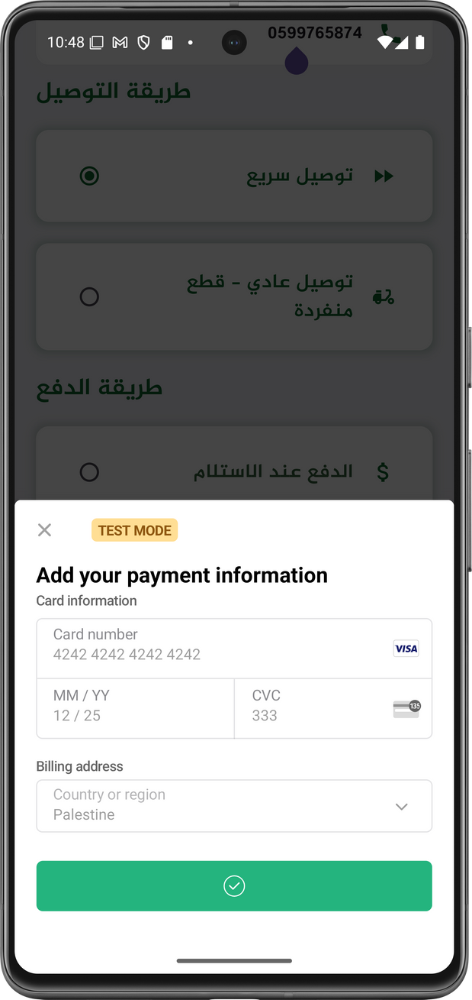 10:48
0599765874
طريقة التوصيل
توصيل سريع
توصيل عادي - قطع
منفردة
طريقة الدفع
الدفع عند الاستلام
$
TEST MODE
Add your payment information
Card information
Card number
4242 4242 4242 4242
VISA
MM / YY
12 / 25
CVC
333
135
Billing address
Country or region
Palestine